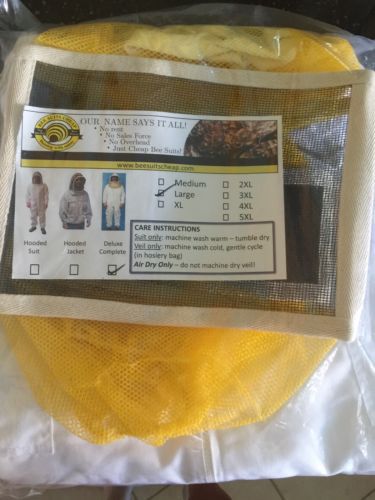 BEE SUITS CHEAP
OUR NAME SAYS IT ALL!
• No rent
• No Sales Force
• No Overhead
• Just Cheap Bee Suits!
www.beesuitscheap.com
Medium
Large
XL
2XL
3XL
4XL
5XL
Hooded Suit
Hooded Jacket
Deluxe Complete
CARE INSTRUCTIONS
Suit only: machine wash warm – tumble dry
Veil only: machine wash cold, gentle cycle
(in hosiery bag)
Air Dry Only – do not machine dry veil!